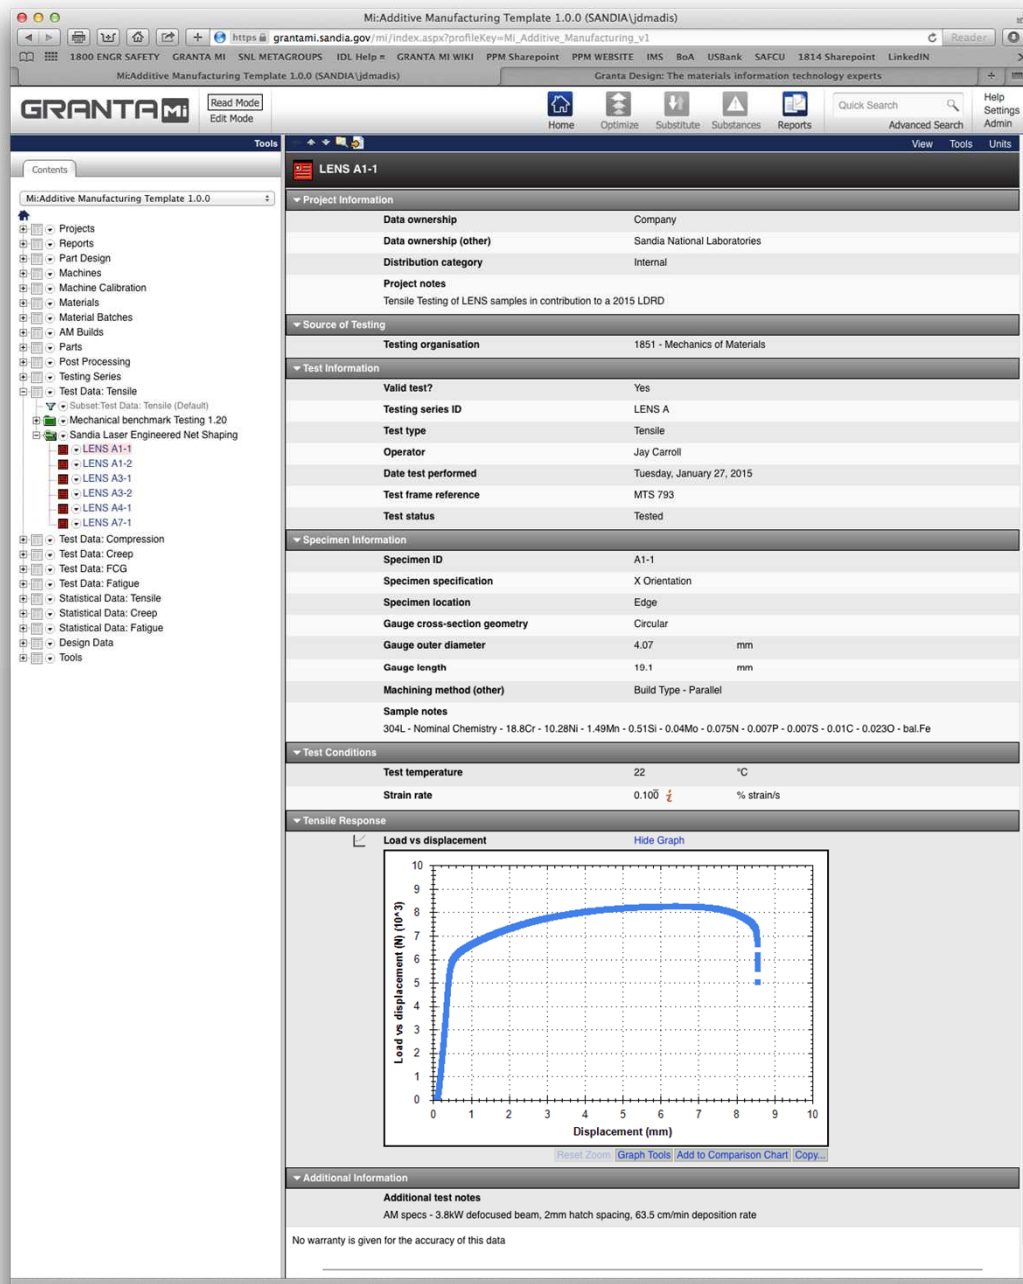 Mi:Additive Manufacturing Template 1.0.0 (SANDIA\jdmadis)
https grantami.sandia.gov/mi/index.aspx?profileKey=Mi_Additive_Manufacturing_v1 Reader
1800 ENGR SAFETY GRANTA MI SNL METAGROUPS IDL Help = GRANTA MI WIKI PPM Sharepoint PPM WEBSITE IMS BoA USBank SAFCU 1814 Sharepoint LinkedIN
Mi:Additive Manufacturing Template 1.0.0 (SANDIA\jdmadis) Granta Design: The materials information technology experts
GRANTA Mi
Read Mode
Edit Mode
Home Optimize Substitute Substances Reports
Quick Search
Advanced Search
Help
Settings
Admin
Tools
View Tools Units
Contents
Mi:Additive Manufacturing Template 1.0.0
Projects
Reports
Part Design
Machines
Machine Calibration
Materials
Material Batches
AM Builds
Parts
Post Processing
Testing Series
Test Data: Tensile
Subset:Test Data: Tensile (Default)
Mechanical benchmark Testing 1.20
Sandia Laser Engineered Net Shaping
LENS A1-1
LENS A1-2
LENS A3-1
LENS A3-2
LENS A4-1
LENS A7-1
Test Data: Compression
Test Data: Creep
Test Data: FCG
Test Data: Fatigue
Statistical Data: Tensile
Statistical Data: Creep
Statistical Data: Fatigue
Design Data
Tools
LENS A1-1
Project Information
Data ownership Company
Data ownership (other) Sandia National Laboratories
Distribution category Internal
Project notes
Tensile Testing of LENS samples in contribution to a 2015 LDRD
Source of Testing
Testing organisation 1851 - Mechanics of Materials
Test Information
Valid test? Yes
Testing series ID LENS A
Test type Tensile
Operator Jay Carroll
Date test performed Tuesday, January 27, 2015
Test frame reference MTS 793
Test status Tested
Specimen Information
Specimen ID A1-1
Specimen specification X Orientation
Specimen location Edge
Gauge cross-section geometry Circular
Gauge outer diameter 4.07 mm
Gauge length 19.1 mm
Machining method (other) Build Type - Parallel
Sample notes
304L - Nominal Chemistry - 18.8Cr - 10.28Ni - 1.49Mn - 0.51Si - 0.04Mo - 0.075N - 0.007P - 0.007S - 0.01C - 0.023O - bal.Fe
Test Conditions
Test temperature 22 °C
Strain rate 0.100̅ i % strain/s
Tensile Response
Load vs displacement Hide Graph
Load vs displacement (N) (10^3)
10
9
8
7
6
5
4
3
2
1
0
0 1 2 3 4 5 6 7 8 9 10
Displacement (mm)
Reset Zoom Graph Tools Add to Comparison Chart Copy...
Additional Information
Additional test notes
AM specs - 3.8kW defocused beam, 2mm hatch spacing, 63.5 cm/min deposition rate
No warranty is given for the accuracy of this data